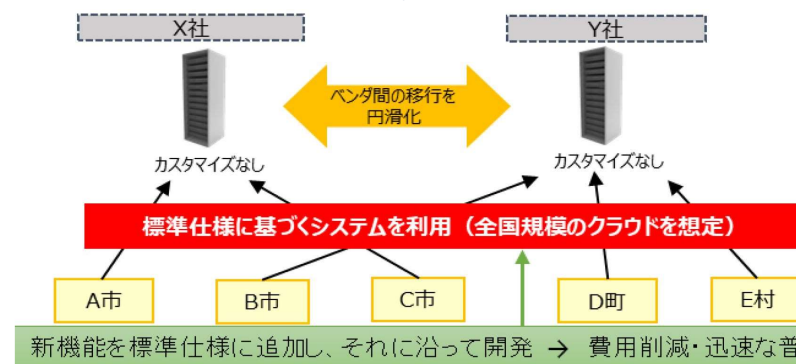 X社
Y社
ベンダ間の移行を
円滑化
カスタマイズなし
カスタマイズなし
標準仕様に基づくシステムを利用（全国規模のクラウドを想定）
A市
B市
C市
D町
E村
新機能を標準仕様に追加し、それに沿って開発 → 費用削減・迅速な普